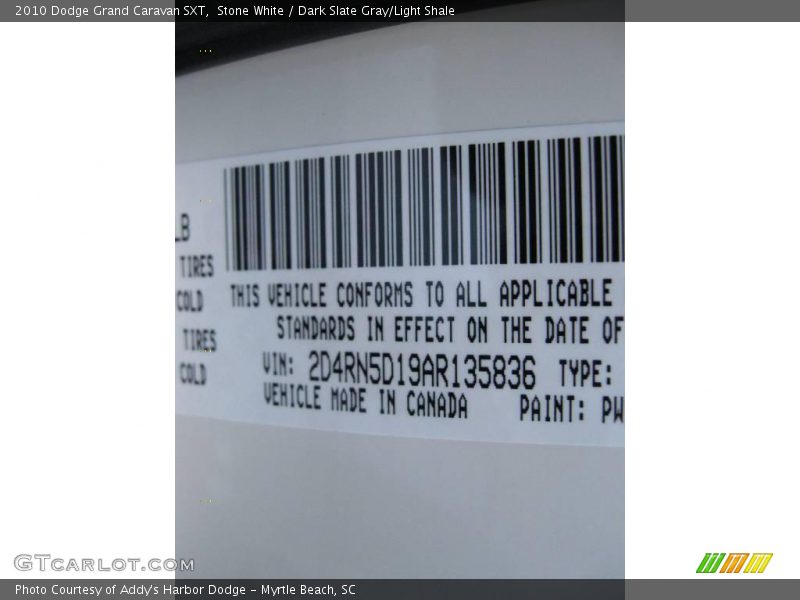 2010 Dodge Grand Caravan SXT, Stone White / Dark Slate Gray/Light Shale
LB
TIRES
COLD
TIRES
COLD
THIS VEHICLE CONFORMS TO ALL APPLICABLE
STANDARDS IN EFFECT ON THE DATE OF
VIN: 2D4RN5D19AR135836 TYPE:
VEHICLE MADE IN CANADA PAINT: PW
GTCARLOT.COM
Photo Courtesy of Addy's Harbor Dodge - Myrtle Beach, SC